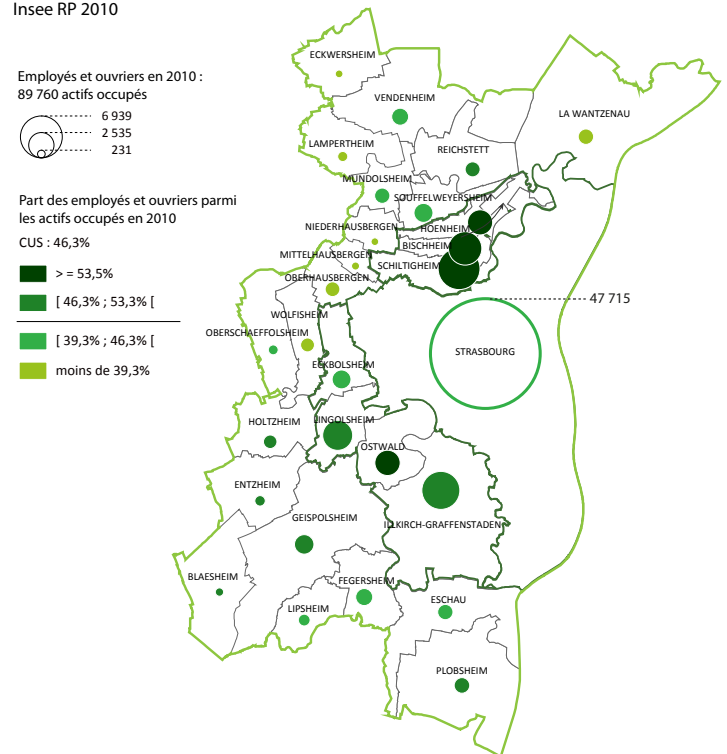 Insee RP 2010
Employés et ouvriers en 2010 :
89 760 actifs occupés
6 939
2 535
231
Part des employés et ouvriers parmi
les actifs occupés en 2010
CUS : 46,3%
> = 53,5%
[ 46,3% ; 53,3% [
[ 39,3% ; 46,3% [
moins de 39,3%
ECKWERSHEIM
VENDENHEIM
LA WANTZENAU
LAMPERTHEIM
REICHSTETT
MUNDOLSHEIM
SOUFFELWEYERSHEIM
NIEDERHAUSBERGEN
HOENHEIM
BISCHHEIM
MITTELHAUSBERGEN
SCHILTIGHEIM
OBERHAUSBERGEN
47 715
WOLFISHEIM
OBERSCHAEFFOLSHEIM
STRASBOURG
ECKBOLSHEIM
HOLTZHEIM
LINGOLSHEIM
OSTWALD
ENTZHEIM
GEISPOLSHEIM
ILLKIRCH-GRAFFENSTADEN
BLAESHEIM
FEGERSHEIM
LIPSHEIM
ESCHAU
PLOBSHEIM